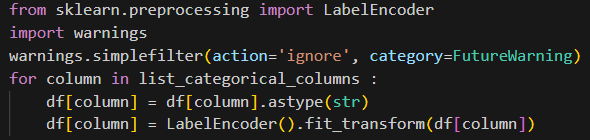 from sklearn.preprocessing import LabelEncoder
import warnings
warnings.simplefilter(action='ignore', category=FutureWarning)
for column in list_categorical_columns :
    df[column] = df[column].astype(str)
    df[column] = LabelEncoder().fit_transform(df[column])